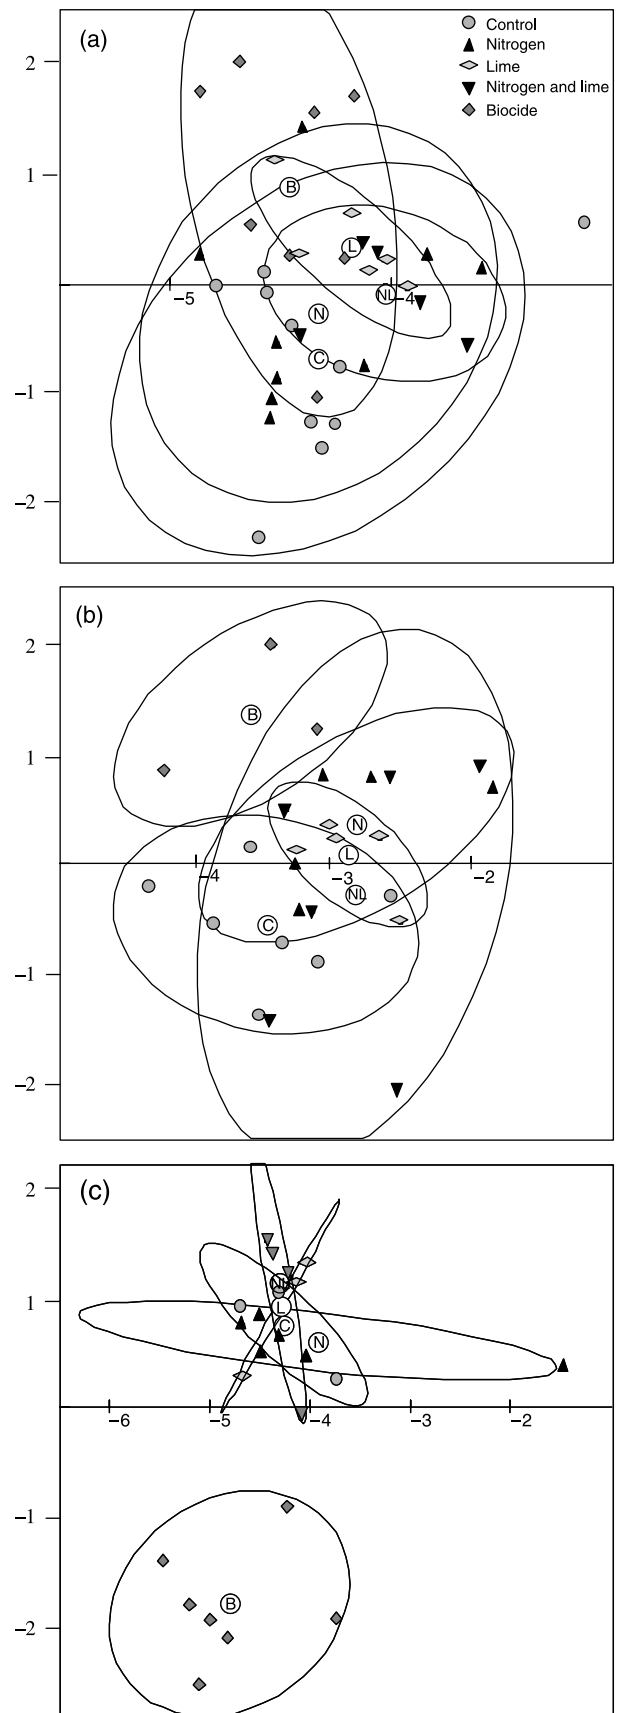 (a)
Control
Nitrogen
Lime
Nitrogen and lime
Biocide
2
1
B
L
–5
NL
–4
N
C
–1
–2
(b)
2
B
1
N
L
–4
–3
–2
NL
C
–1
–2
(c)
2
NL
1
L
C
N
–6
–5
–4
–3
–2
–1
B
–2